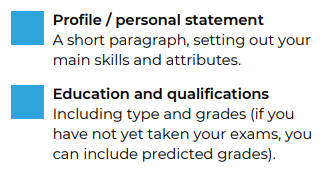 Profile / personal statement
A short paragraph, setting out your
main skills and attributes.
Education and qualifications
Including type and grades (if you
have not yet taken your exams, you
can include predicted grades).